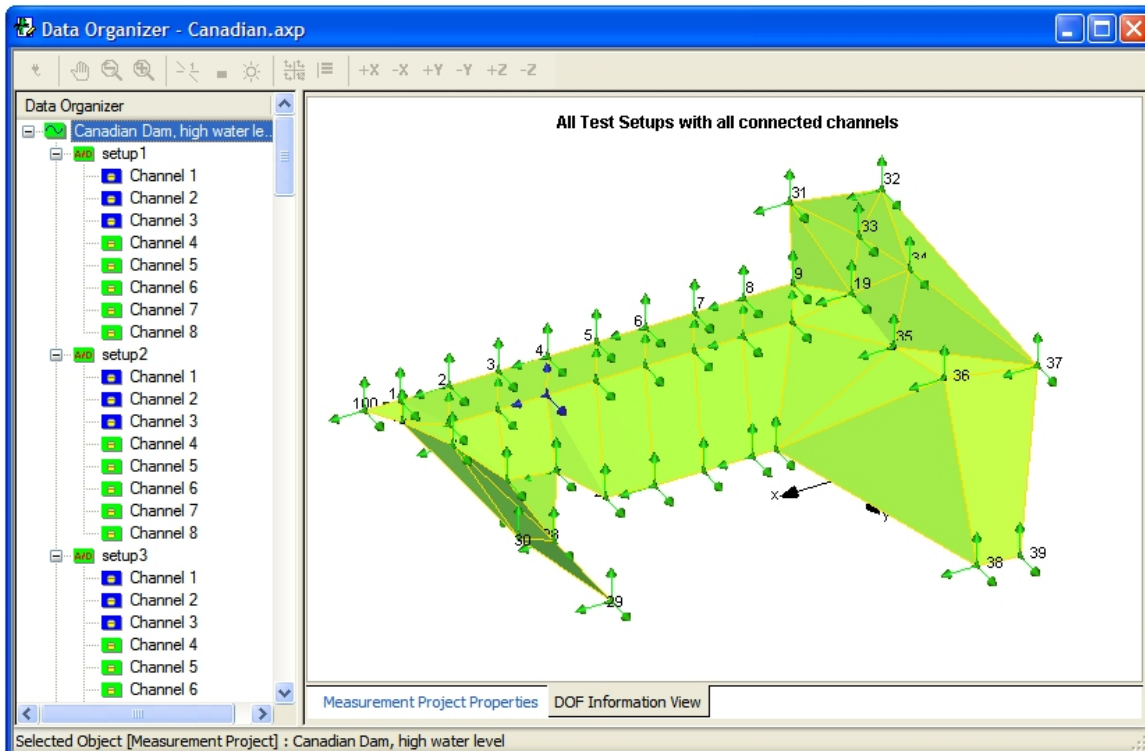 Data Organizer - Canadian.axp
+X -X +Y -Y +Z -Z
Data Organizer
Canadian Dam, high water le...
setup1
Channel 1
Channel 2
Channel 3
Channel 4
Channel 5
Channel 6
Channel 7
Channel 8
setup2
Channel 1
Channel 2
Channel 3
Channel 4
Channel 5
Channel 6
Channel 7
Channel 8
setup3
Channel 1
Channel 2
Channel 3
Channel 4
Channel 5
Channel 6
All Test Setups with all connected channels
32
31
33
34
9
19
8
7
6
5
4
3
2
1
100
35
36
37
x
y
30
38
39
29
Measurement Project Properties DOF Information View
Selected Object [Measurement Project] : Canadian Dam, high water level